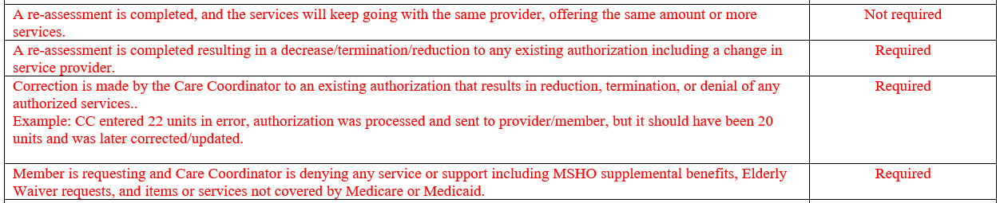 A re-assessment is completed, and the services will keep going with the same provider, offering the same amount or more
services.
Not required
A re-assessment is completed resulting in a decrease/termination/reduction to any existing authorization including a change in
service provider.
Required
Correction is made by the Care Coordinator to an existing authorization that results in reduction, termination, or denial of any
authorized services..
Example: CC entered 22 units in error, authorization was processed and sent to provider/member, but it should have been 20
units and was later corrected/updated.
Required
Member is requesting and Care Coordinator is denying any service or support including MSHO supplemental benefits, Elderly
Waiver requests, and items or services not covered by Medicare or Medicaid.
Required